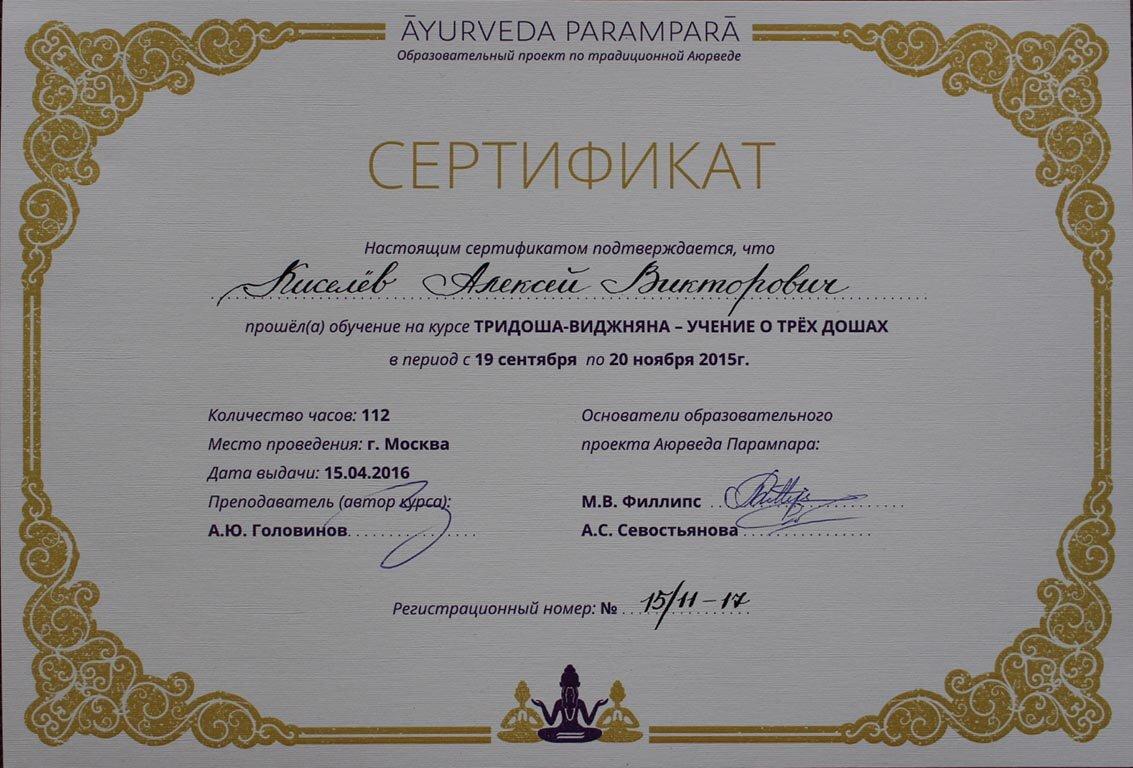 ĀYURVEDA PARAMPARĀ
Образовательный проект по традиционной Аюрведе
СЕРТИФИКАТ
Настоящим сертификатом подтверждается, что
Киселёв Алексей Викторович
прошёл(а) обучение на курсе ТРИДОША-ВИДЖНЯНА – УЧЕНИЕ О ТРЁХ ДОШАХ
в период с 19 сентября по 20 ноября 2015г.
Количество часов: 112
Место проведения: г. Москва
Дата выдачи: 15.04.2016
Преподаватель (автор курса):
А.Ю. Головинов
Основатели образовательного
проекта Аюрведа Парампара:
М.В. Филлипс
А.С. Севостьянова
Регистрационный номер: № 15/11-17